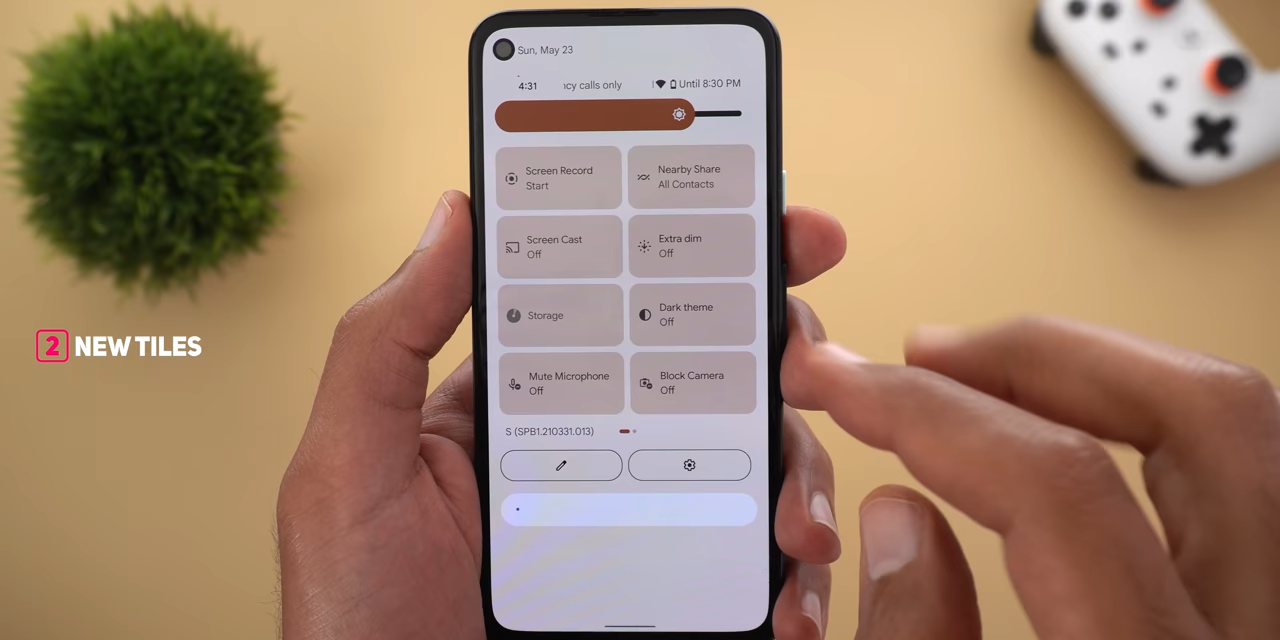 Sun, May 23
4:31 cy calls only Until 8:30 PM
Screen Record
Start
Nearby Share
All Contacts
Screen Cast
Off
Extra dim
Off
Storage
Dark theme
Off
Mute Microphone
Off
Block Camera
Off
S (SPB1.210331.013)
2 NEW TILES